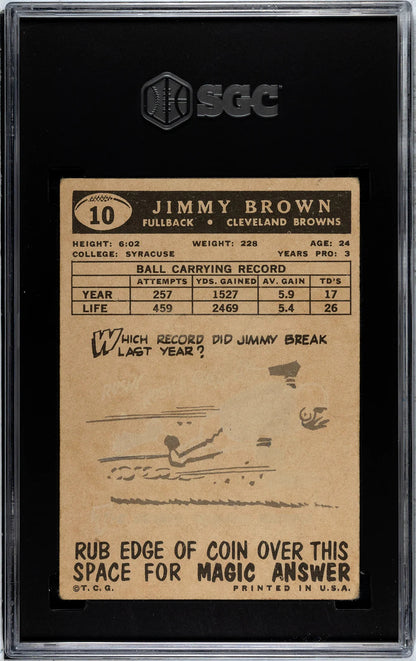 SGC
10
JIMMY BROWN
FULLBACK • CLEVELAND BROWNS
HEIGHT: 6:02 WEIGHT: 228 AGE: 24
COLLEGE: SYRACUSE YEARS PRO: 3
BALL CARRYING RECORD
ATTEMPTS YDS. GAINED AV. GAIN TD'S
YEAR 257 1527 5.9 17
LIFE 459 2469 5.4 26
WHICH RECORD DID JIMMY BREAK
LAST YEAR?
RUB EDGE OF COIN OVER THIS
SPACE FOR MAGIC ANSWER
©T.C.G. PRINTED IN U.S.A.